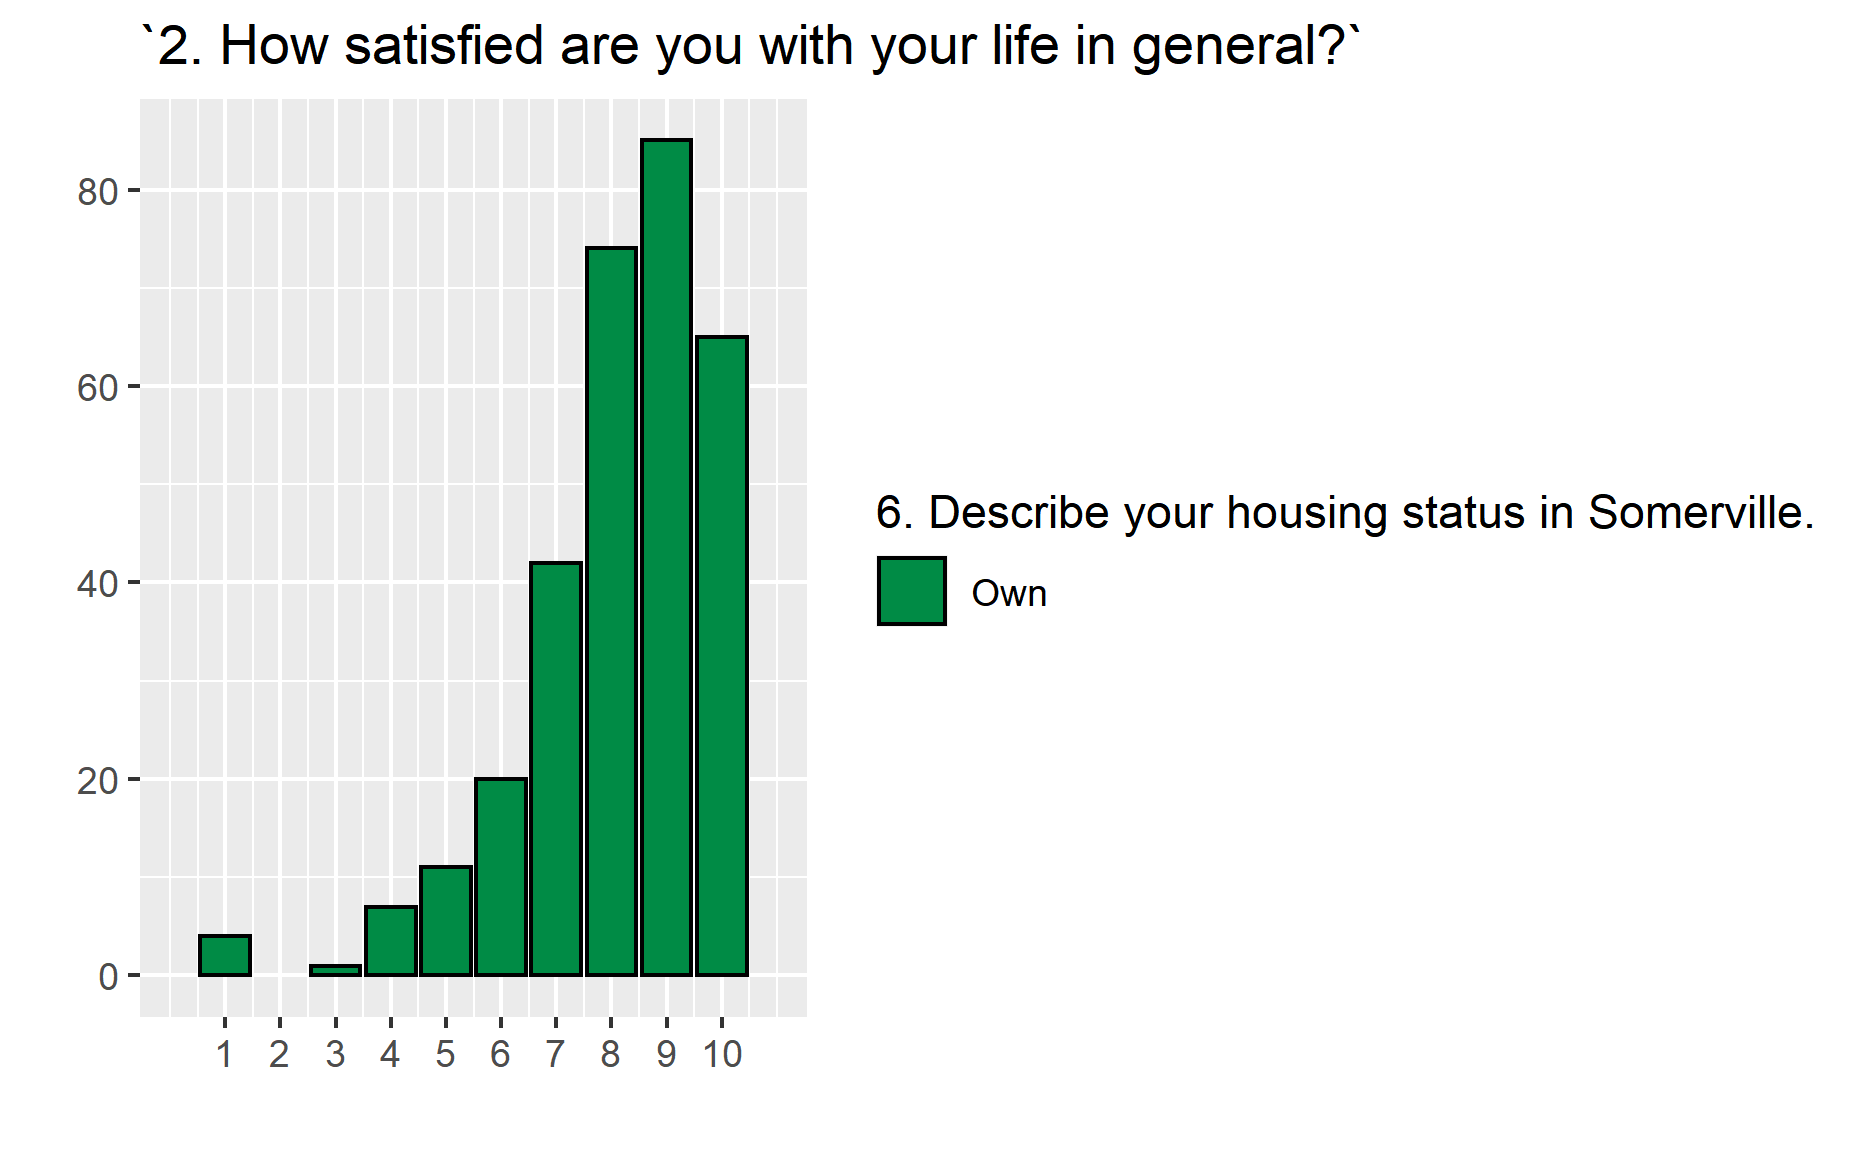 `2. How satisfied are you with your life in general?`
80
60
40
20
0
1 2 3 4 5 6 7 8 9 10
6. Describe your housing status in Somerville.
Own